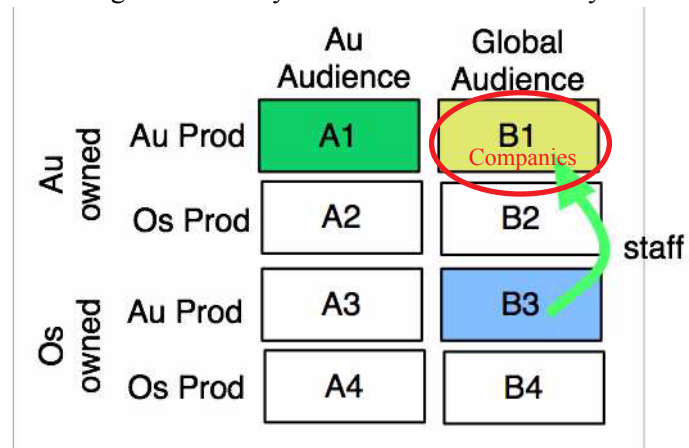 Au Audience
Global Audience
Au owned
Au Prod
A1
B1
Companies
Os Prod
A2
B2
staff
Os owned
Au Prod
A3
B3
Os Prod
A4
B4